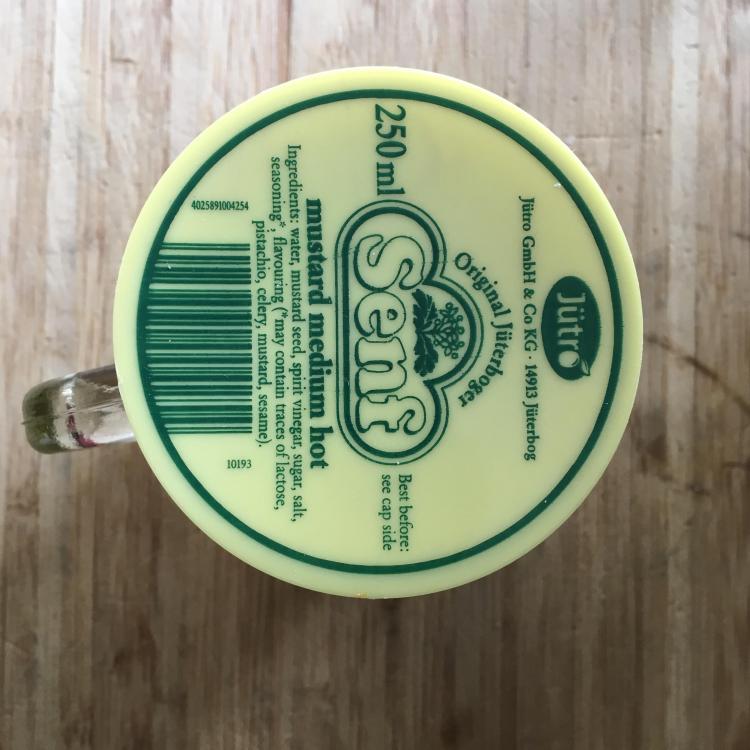 Jütro
Jütro GmbH & Co KG · 14913 Jüterbog
Original Jüterboger
Senf
250 ml
Best before:
see cap side
mustard medium hot
Ingredients: water, mustard seed, spirit vinegar, sugar, salt,
seasoning*, flavouring (*may contain traces of lactose,
pistachio, celery, mustard, sesame).
4025891004254
10193